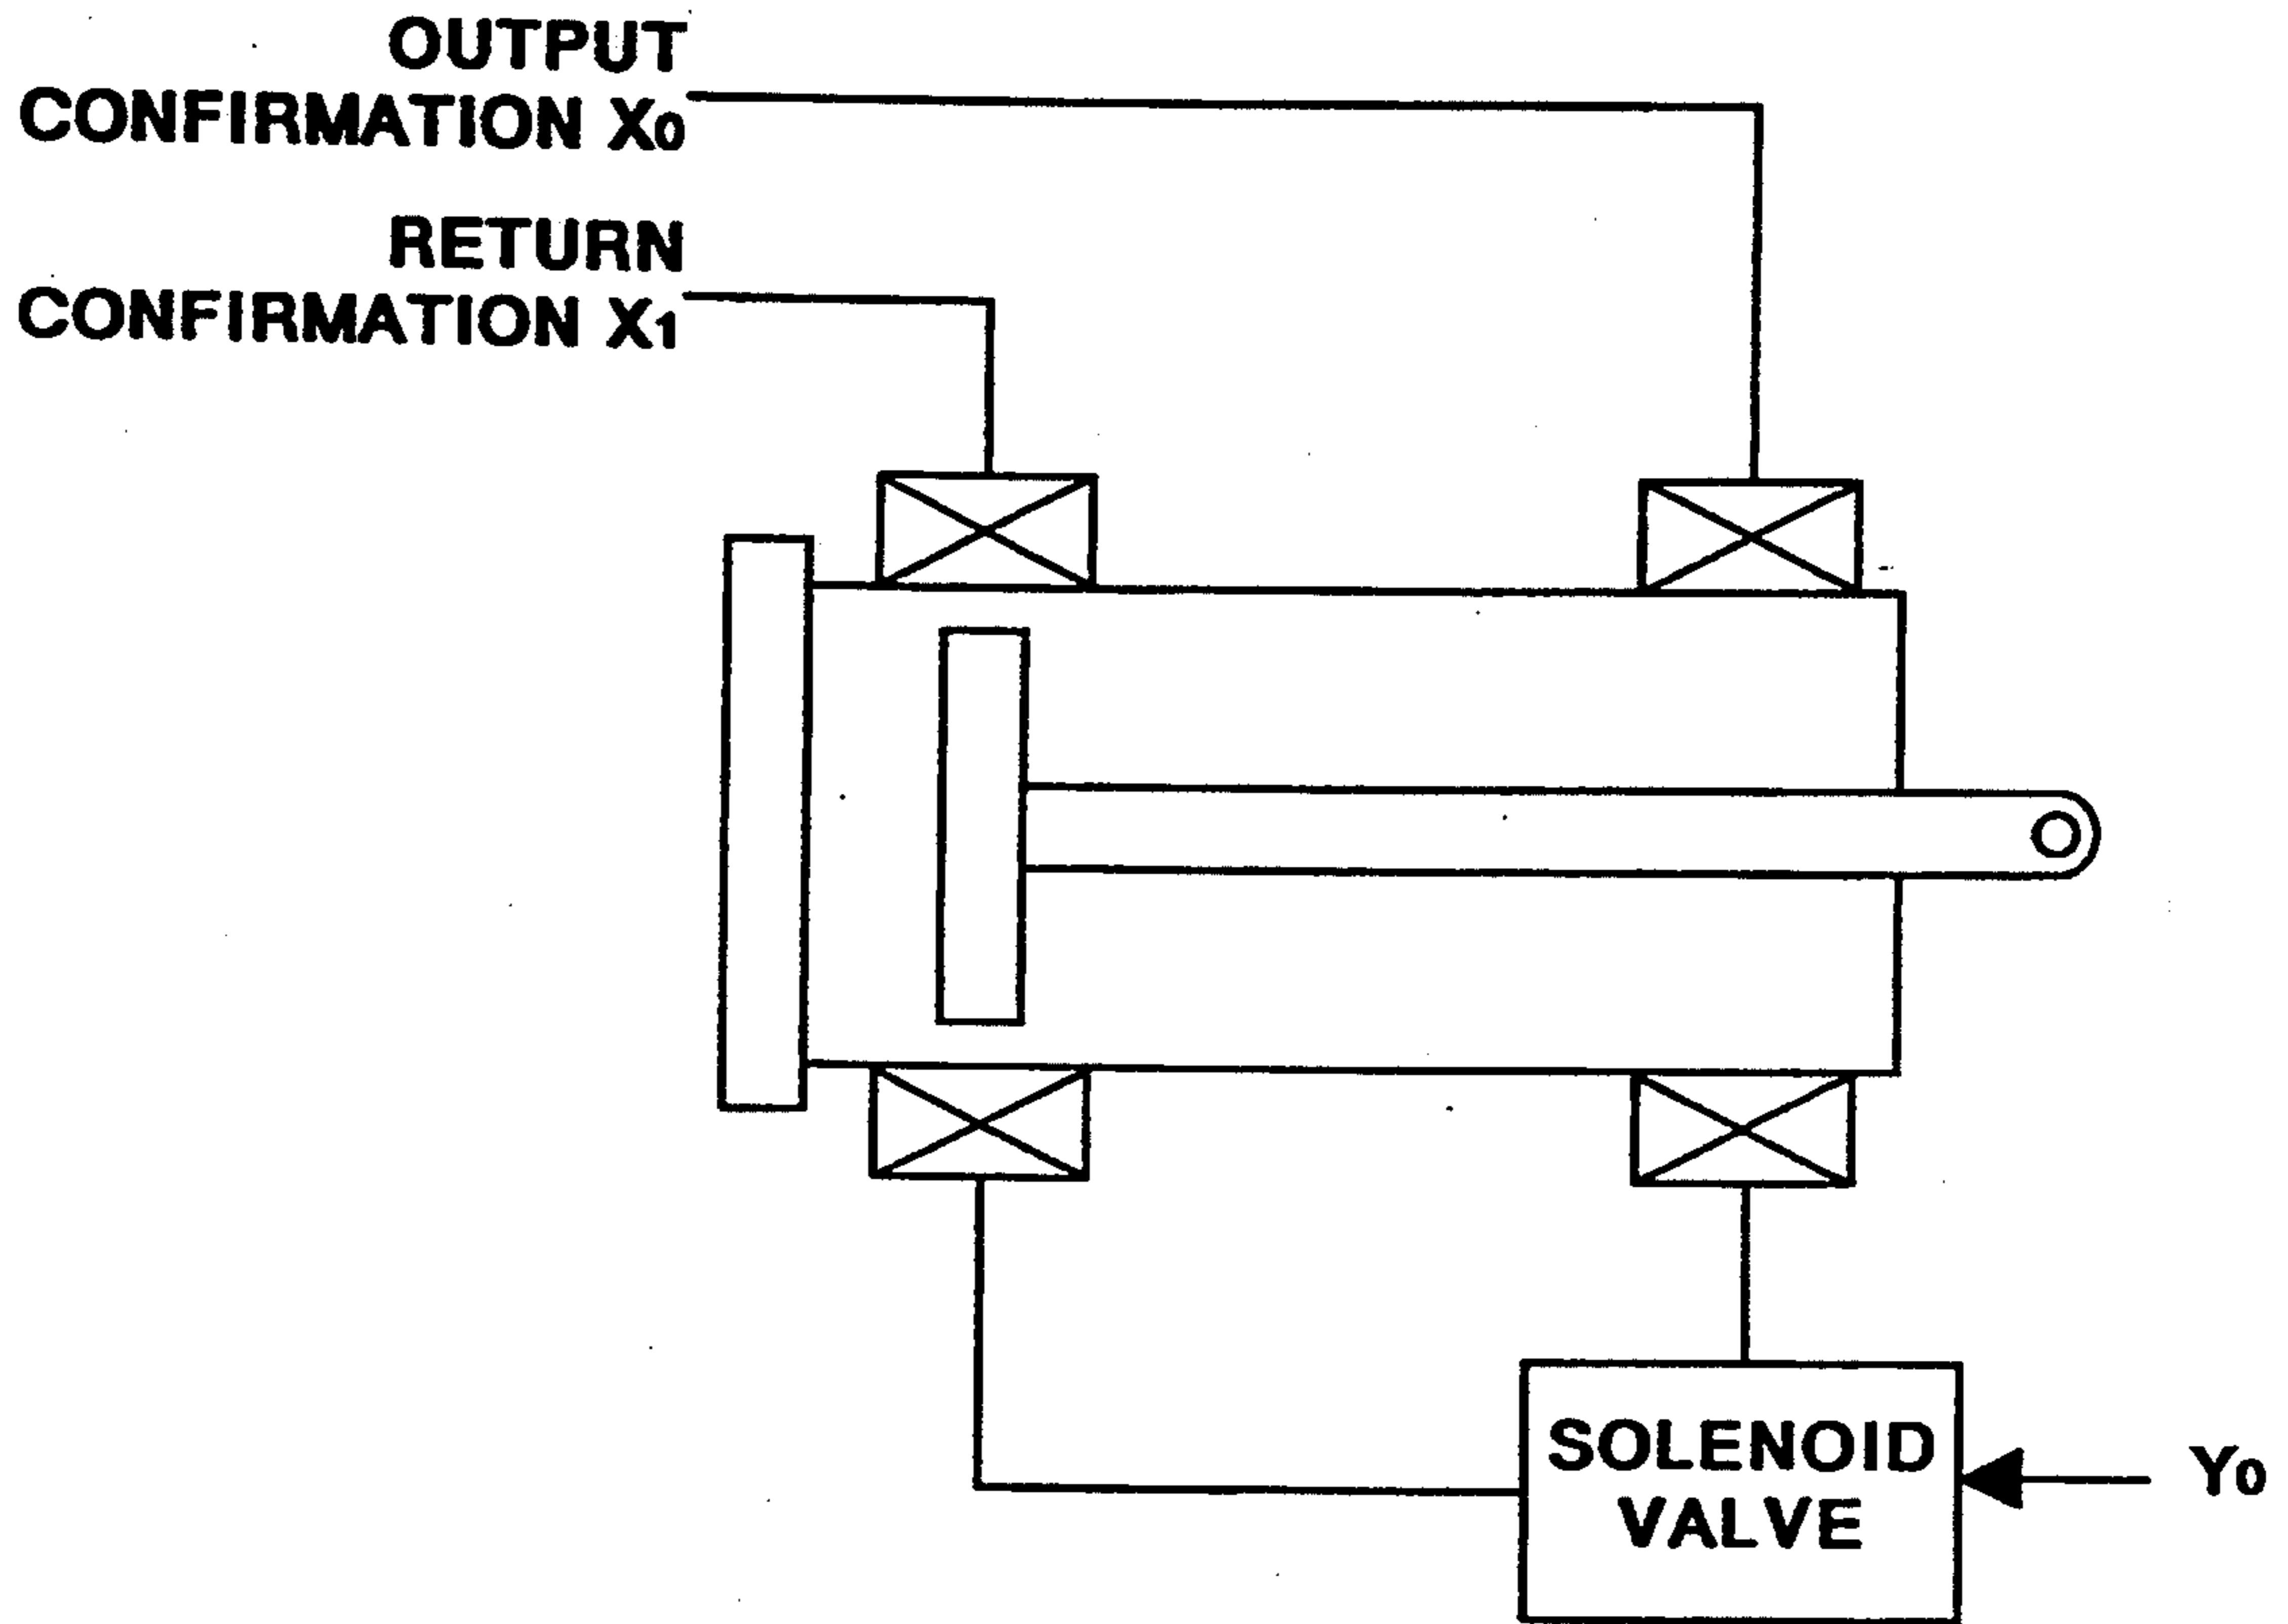 OUTPUT
CONFIRMATION X0
RETURN
CONFIRMATION X1
SOLENOID
VALVE
Y0